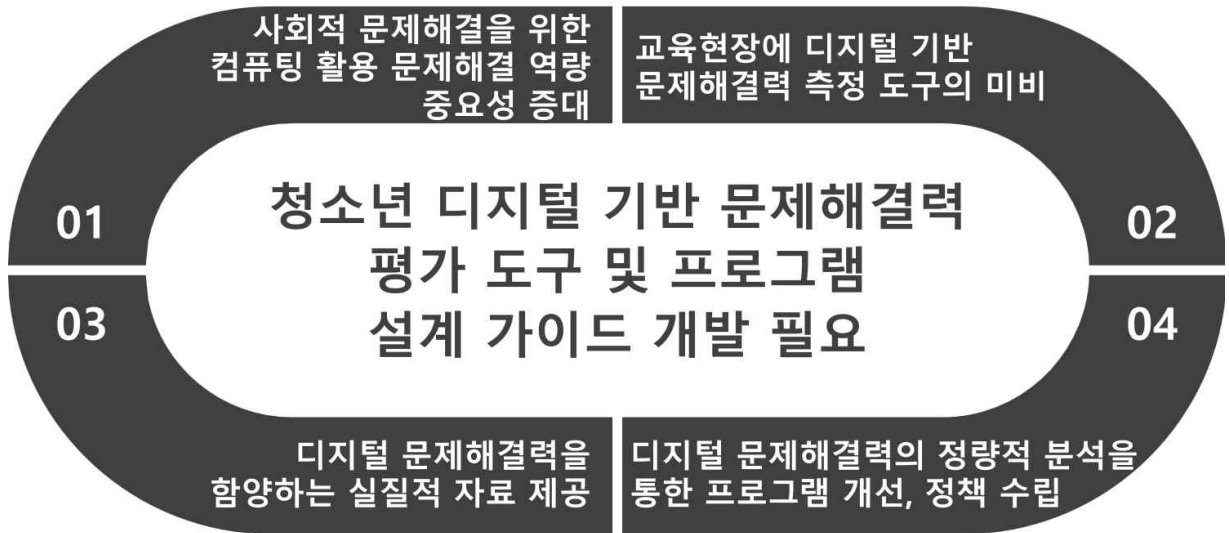 사회적 문제해결을 위한
컴퓨팅 활용 문제해결 역량
중요성 증대
01
교육현장에 디지털 기반
문제해결력 측정 도구의 미비
02
청소년 디지털 기반 문제해결력
평가 도구 및 프로그램
설계 가이드 개발 필요
03
디지털 문제해결력을
함양하는 실질적 자료 제공
04
디지털 문제해결력의 정량적 분석을
통한 프로그램 개선, 정책 수립